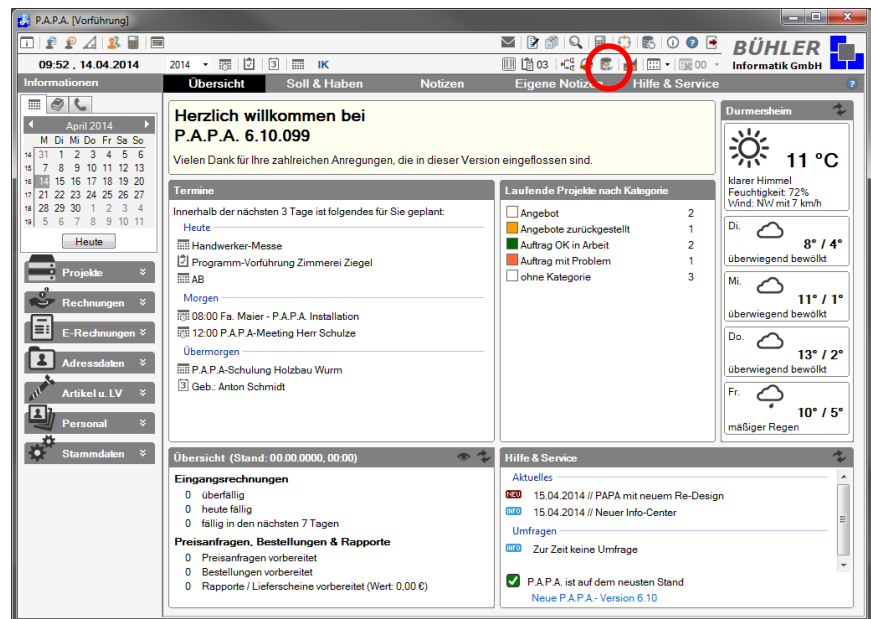 P.A.P.A. [Vorführung]
BÜHLER
Informatik GmbH
09:52 , 14.04.2014
2014
3
IK
03
00
Informationen
Übersicht
Soll & Haben
Notizen
Eigene Notizen
Hilfe & Service
?
April 2014
M Di Mi Do Fr Sa So
14 31 1 2 3 4 5 6
15 7 8 9 10 11 12 13
16 14 15 16 17 18 19 20
17 21 22 23 24 25 26 27
18 28 29 30 1 2 3 4
19 5 6 7 8 9 10 11
Heute
Projekte
Rechnungen
E-Rechnungen
Adressdaten
Artikel u. LV
Personal
Stammdaten
Herzlich willkommen bei
P.A.P.A. 6.10.099
Vielen Dank für Ihre zahlreichen Anregungen, die in dieser Version eingeflossen sind.
Termine
Innerhalb der nächsten 3 Tage ist folgendes für Sie geplant:
Heute
Handwerker-Messe
Programm-Vorführung Zimmerei Ziegel
AB
Morgen
08:00 Fa. Maier - P.A.P.A. Installation
12:00 P.A.P.A-Meeting Herr Schulze
Übermorgen
P.A.P.A-Schulung Holzbau Wurm
3 Geb.: Anton Schmidt
Laufende Projekte nach Kategorie
Angebot 2
Angebote zurückgestellt 1
Auftrag OK in Arbeit 2
Auftrag mit Problem 1
ohne Kategorie 3
Durmersheim
11 °C
klarer Himmel
Feuchtigkeit: 72%
Wind: NW mit 7 km/h
Di.
8° / 4°
überwiegend bewölkt
Mi.
11° / 1°
überwiegend bewölkt
Do.
13° / 2°
überwiegend bewölkt
Fr.
10° / 5°
mäßiger Regen
Übersicht (Stand: 00.00.0000, 00:00)
Eingangsrechnungen
0 überfällig
0 heute fällig
0 fällig in den nächsten 7 Tagen
Preisanfragen, Bestellungen & Rapporte
0 Preisanfragen vorbereitet
0 Bestellungen vorbereitet
0 Rapporte / Lieferscheine vorbereitet (Wert: 0,00 €)
Hilfe & Service
Aktuelles
NEU 15.04.2014 // PAPA mit neuem Re-Design
INFO 15.04.2014 // Neuer Info-Center
Umfragen
INFO Zur Zeit keine Umfrage
P.A.P.A. ist auf dem neusten Stand
Neue P.A.P.A.- Version 6.10